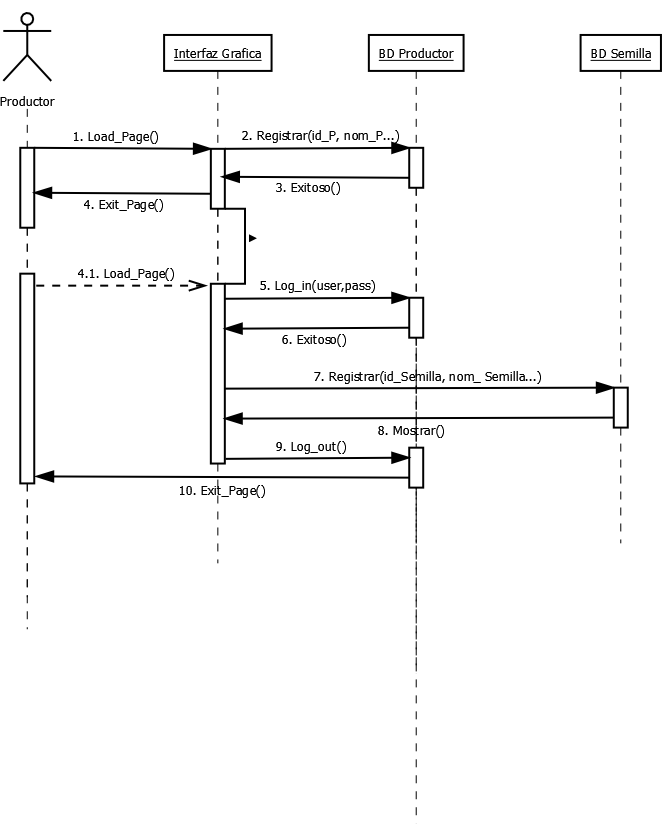 Interfaz Grafica
BD Productor
BD Semilla
Productor
1. Load_Page()
2. Registrar(id_P, nom_P...)
3. Exitoso()
4. Exit_Page()
4.1. Load_Page()
5. Log_in(user,pass)
6. Exitoso()
7. Registrar(id_Semilla, nom_ Semilla...)
8. Mostrar()
9. Log_out()
10. Exit_Page()